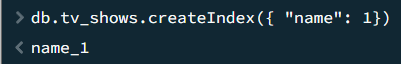 > db.tv_shows.createIndex({ "name": 1})
< name_1